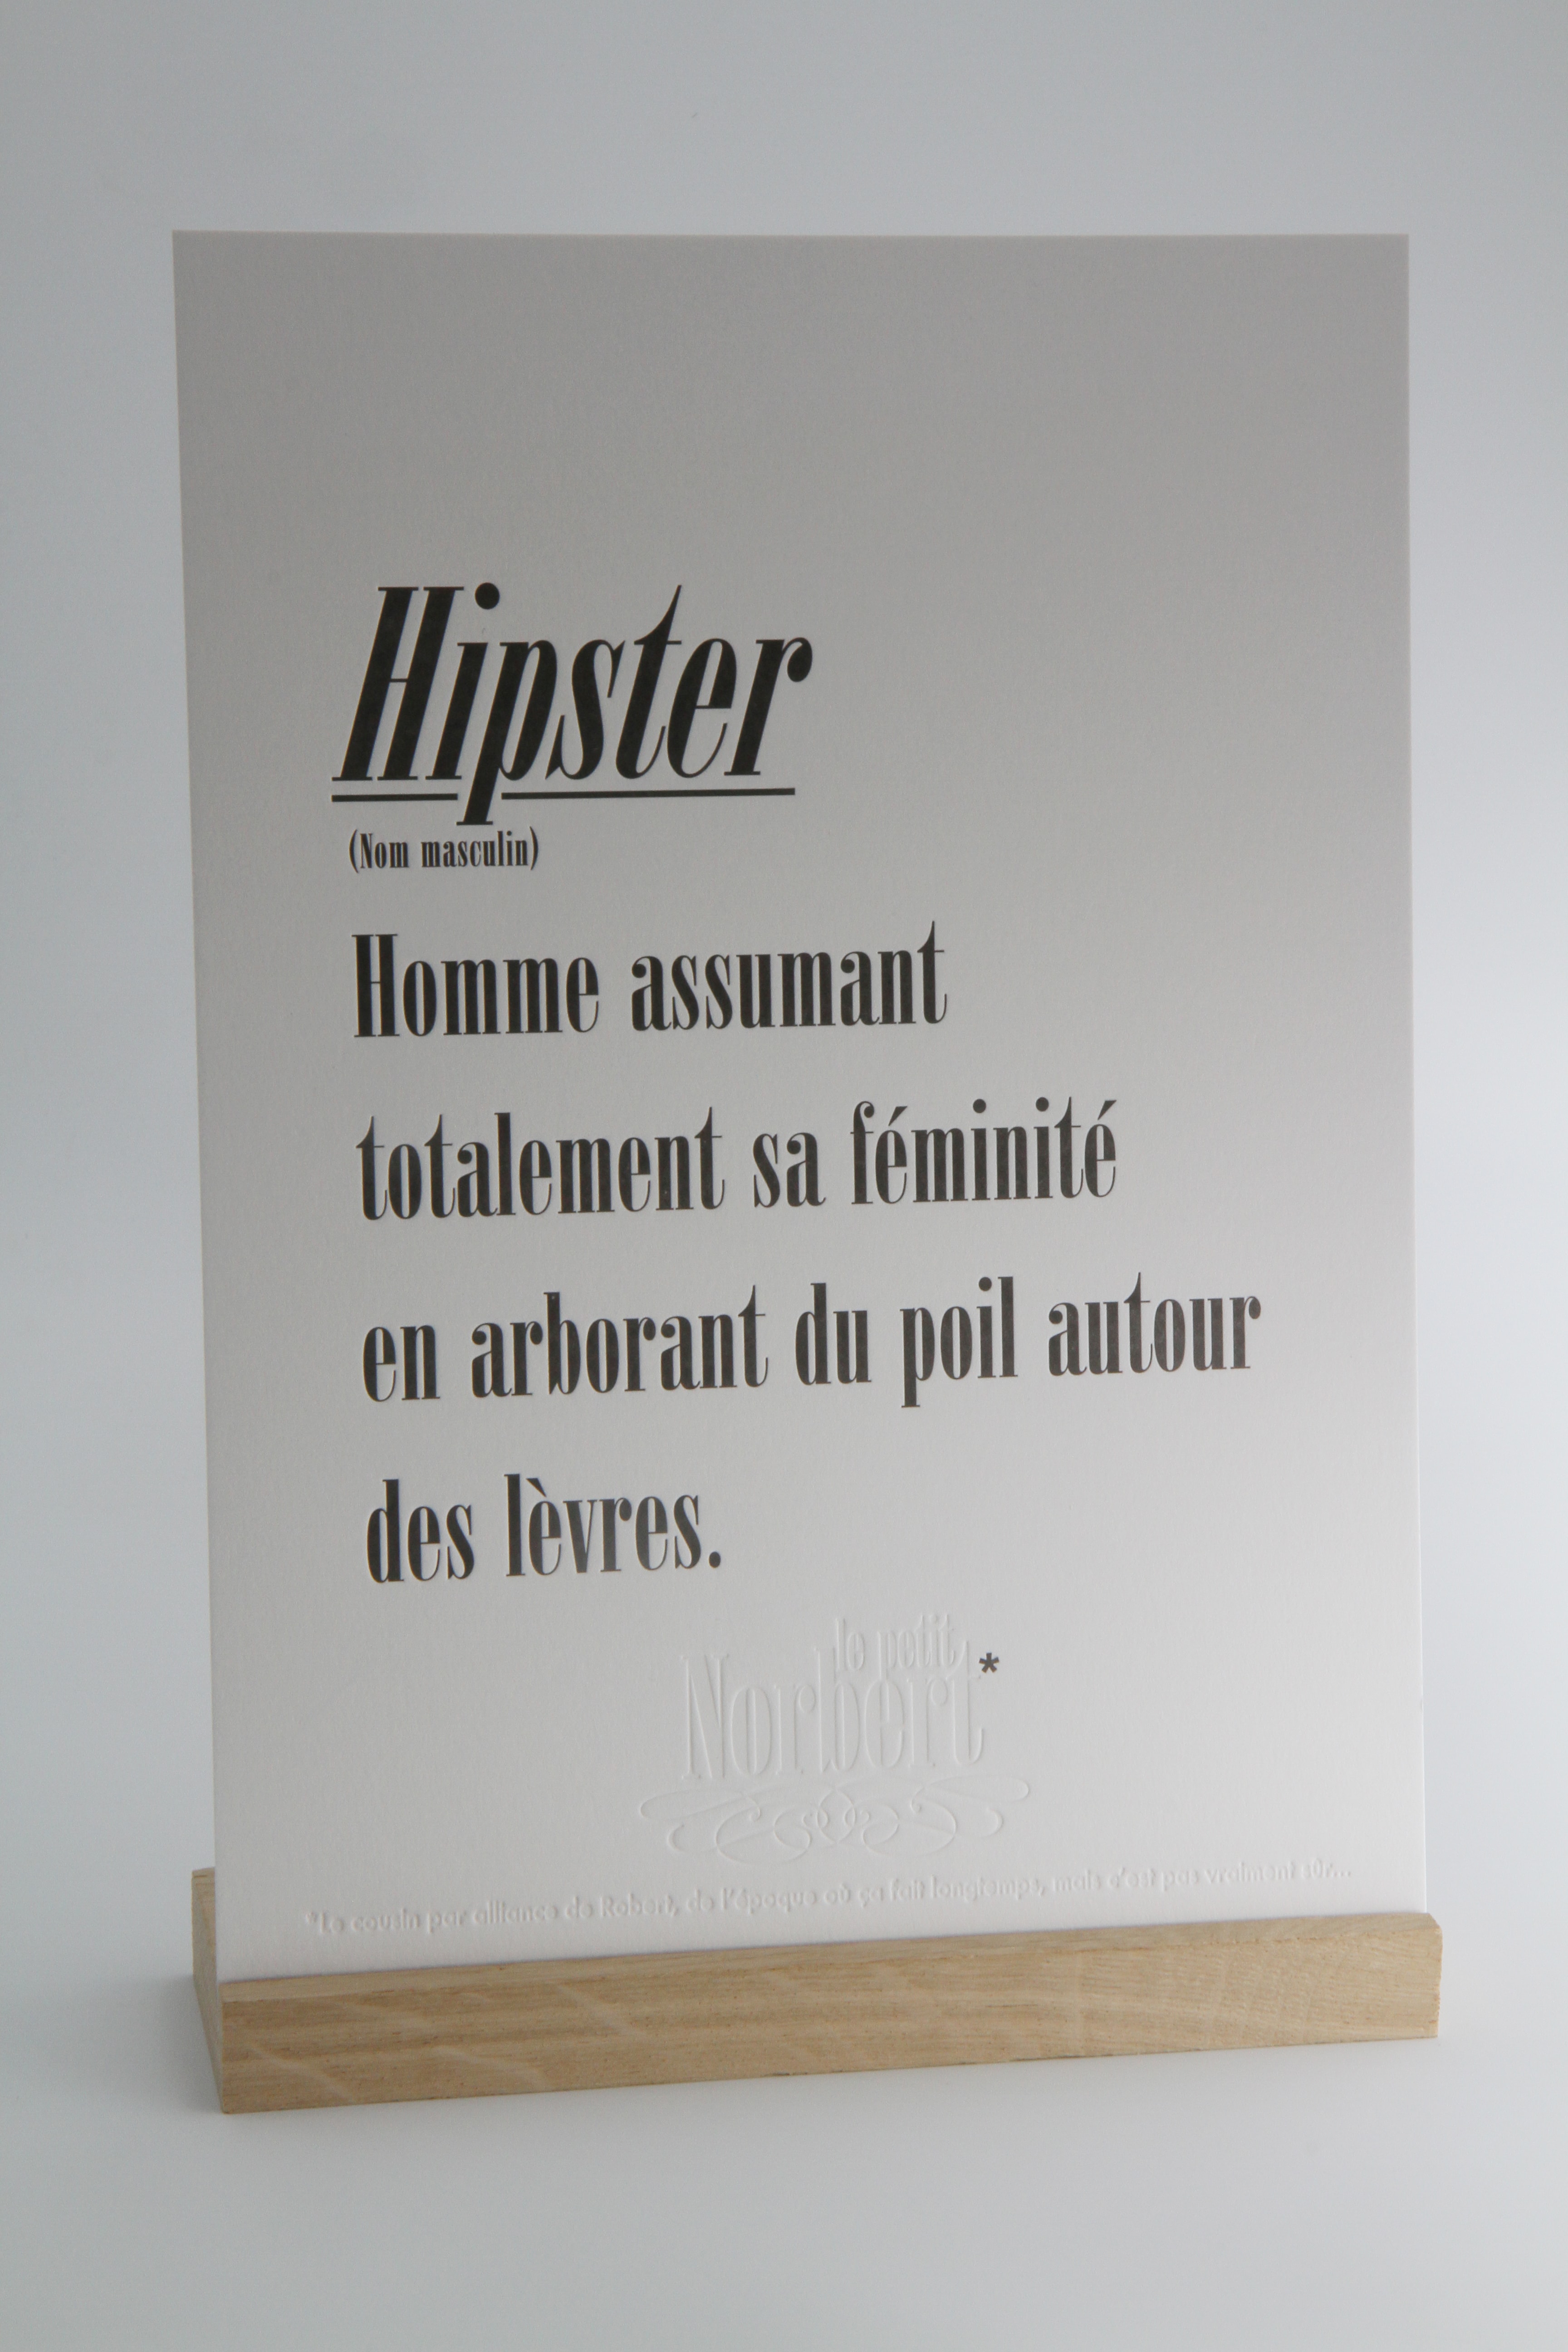 Hipster
(Nom masculin)
Homme assumant
totalement sa féminité
en arborant du poil autour
des lèvres.
le petit
Norbert*
*Le cousin par alliance de Robert, de l'époque où ça fait longtemps, mais c'est pas vraiment sûr...